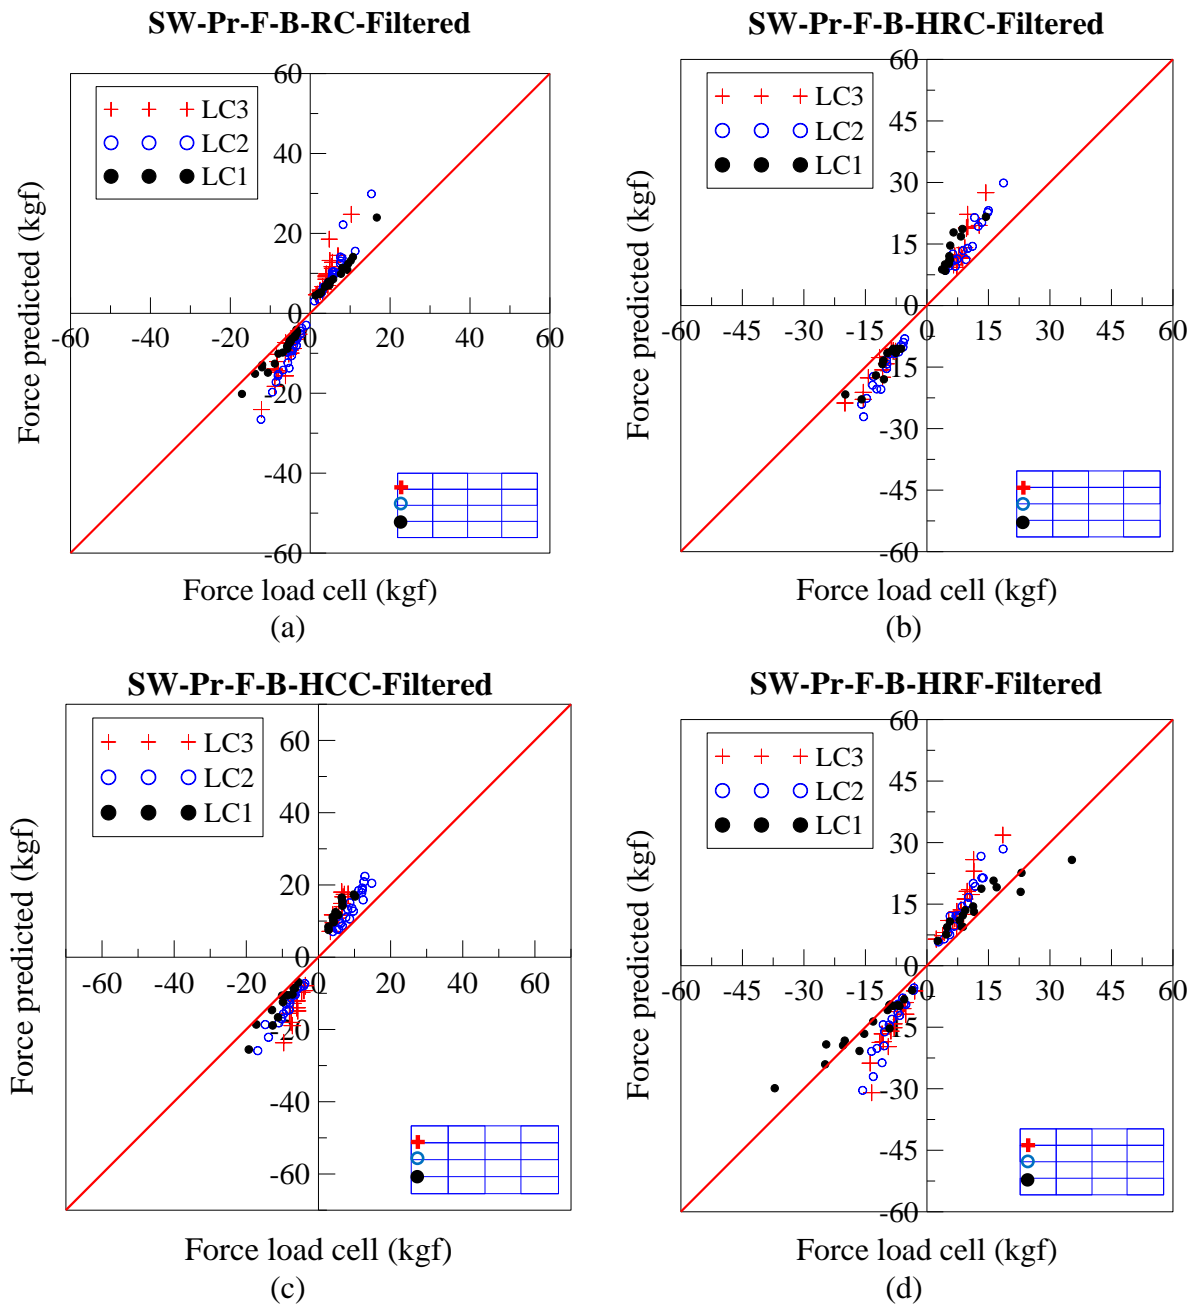 SW-Pr-F-B-RC-Filtered
60
40
20
0
-20
-40
-60
-60 -40 -20 0 20 40 60
LC3
LC2
LC1
Force predicted (kgf)
Force load cell (kgf)
(a)
SW-Pr-F-B-HRC-Filtered
60
45
30
15
0
-15
-30
-45
-60
-60 -45 -30 -15 0 15 30 45 60
LC3
LC2
LC1
Force predicted (kgf)
Force load cell (kgf)
(b)
SW-Pr-F-B-HCC-Filtered
60
40
20
0
-20
-40
-60
-60 -40 -20 0 20 40 60
LC3
LC2
LC1
Force predicted (kgf)
Force load cell (kgf)
(c)
SW-Pr-F-B-HRF-Filtered
60
45
30
15
0
-15
-30
-45
-60
-60 -45 -30 -15 0 15 30 45 60
LC3
LC2
LC1
Force predicted (kgf)
Force load cell (kgf)
(d)